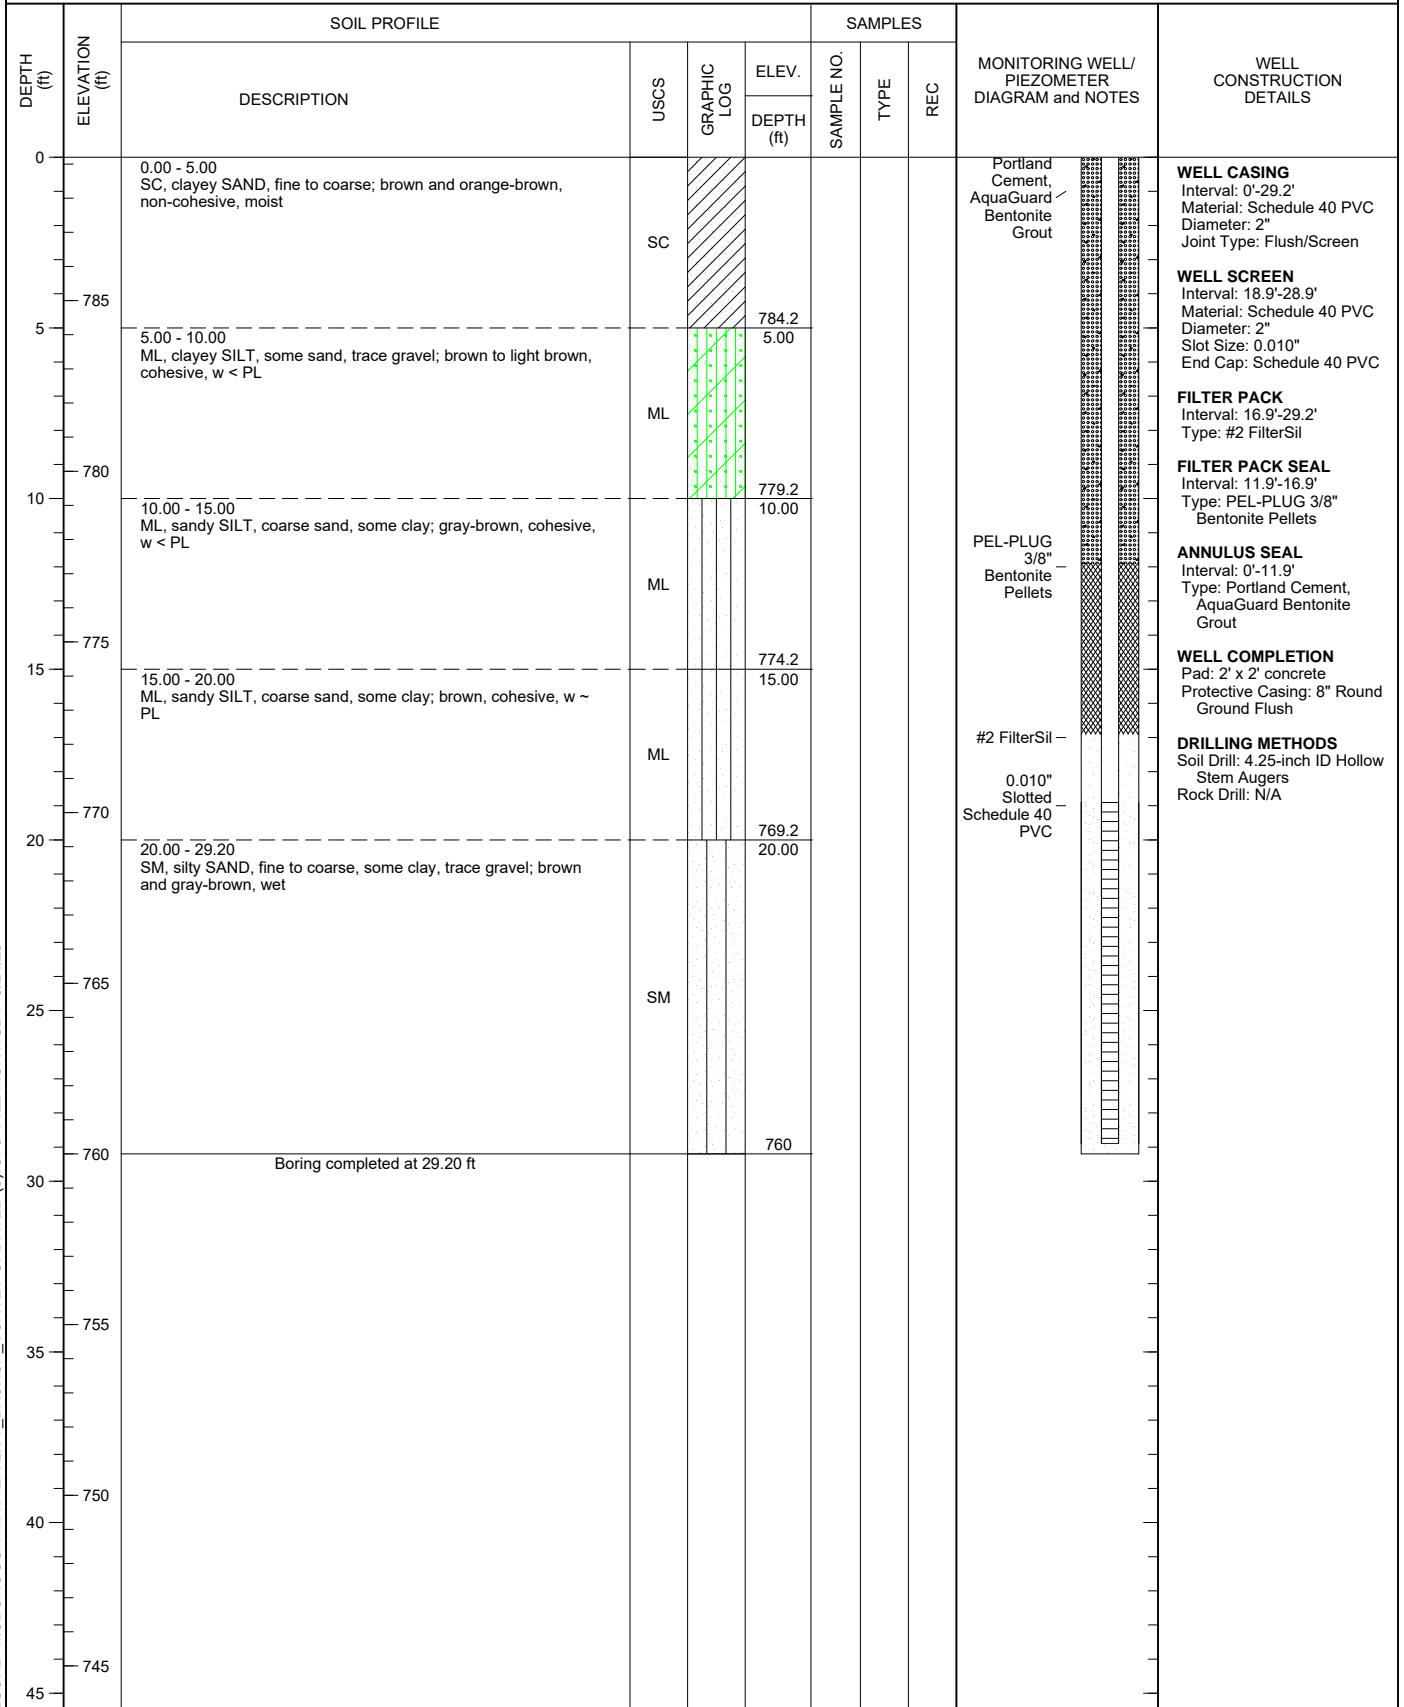 SOIL PROFILE
SAMPLES
DEPTH
(ft)
ELEVATION
(ft)
DESCRIPTION
USCS
GRAPHIC
LOG
ELEV.
DEPTH
(ft)
SAMPLE NO.
TYPE
REC
MONITORING WELL/
PIEZOMETER
DIAGRAM and NOTES
WELL
CONSTRUCTION
DETAILS
0
5
10
15
20
25
30
35
40
45
785
780
775
770
765
760
755
750
745
0.00 - 5.00
SC, clayey SAND, fine to coarse; brown and orange-brown,
non-cohesive, moist
SC
784.2
5.00
5.00 - 10.00
ML, clayey SILT, some sand, trace gravel; brown to light brown,
cohesive, w < PL
ML
779.2
10.00
10.00 - 15.00
ML, sandy SILT, coarse sand, some clay; gray-brown, cohesive,
w < PL
ML
774.2
15.00
15.00 - 20.00
ML, sandy SILT, coarse sand, some clay; brown, cohesive, w ~
PL
ML
769.2
20.00
20.00 - 29.20
SM, silty SAND, fine to coarse, some clay, trace gravel; brown
and gray-brown, wet
SM
760
Boring completed at 29.20 ft
Portland
Cement,
AquaGuard
Bentonite
Grout
PEL-PLUG
3/8"
Bentonite
Pellets
#2 FilterSil
0.010"
Slotted
Schedule 40
PVC
WELL CASING
Interval: 0'-29.2'
Material: Schedule 40 PVC
Diameter: 2"
Joint Type: Flush/Screen
WELL SCREEN
Interval: 18.9'-28.9'
Material: Schedule 40 PVC
Diameter: 2"
Slot Size: 0.010"
End Cap: Schedule 40 PVC
FILTER PACK
Interval: 16.9'-29.2'
Type: #2 FilterSil
FILTER PACK SEAL
Interval: 11.9'-16.9'
Type: PEL-PLUG 3/8"
Bentonite Pellets
ANNULUS SEAL
Interval: 0'-11.9'
Type: Portland Cement,
AquaGuard Bentonite
Grout
WELL COMPLETION
Pad: 2' x 2' concrete
Protective Casing: 8" Round
Ground Flush
DRILLING METHODS
Soil Drill: 4.25-inch ID Hollow
Stem Augers
Rock Drill: N/A